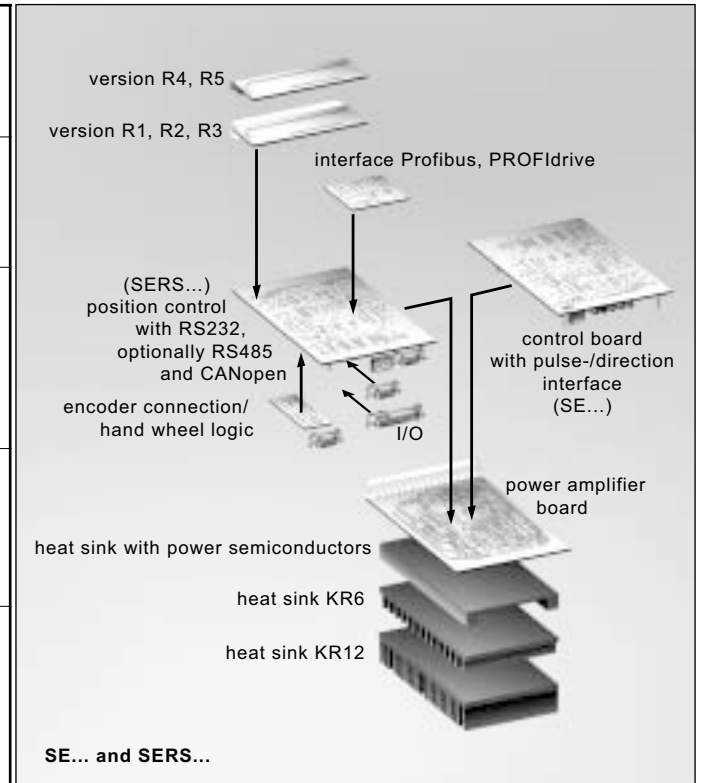 version R4, R5
version R1, R2, R3
interface Profibus, PROFIdrive
(SERS...)
position control
with RS232,
optionally RS485
and CANopen
control board
with pulse-/direction
interface
(SE...)
encoder connection/
hand wheel logic
I/O
power amplifier
board
heat sink with power semiconductors
heat sink KR6
heat sink KR12
SE... and SERS...